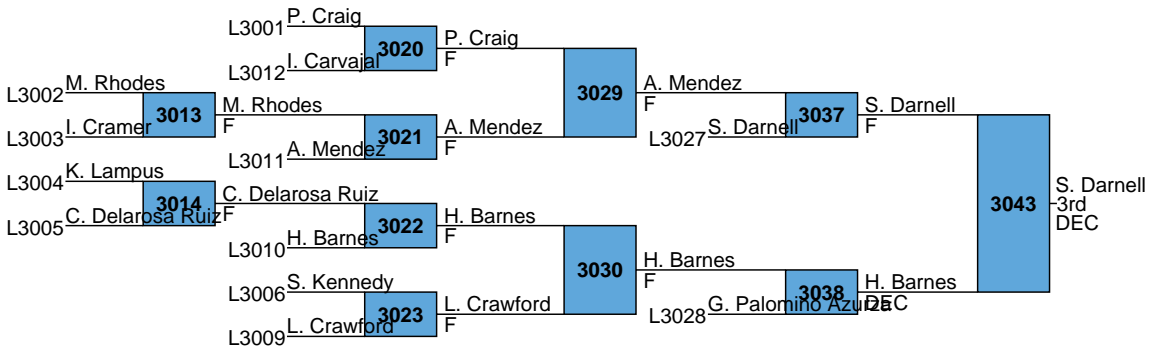 L3001 P. Craig
3020
P. Craig
F
L3012 I. Carvajal
L3002 M. Rhodes
3013
M. Rhodes
F
L3003 I. Cramer
3021
A. Mendez
F
L3011 A. Mendez
3029
A. Mendez
F
L3027 S. Darnell
3037
S. Darnell
F
L3004 K. Lampus
3014
C. Delarosa Ruiz
F
L3005 C. Delarosa Ruiz
3022
H. Barnes
F
L3010 H. Barnes
3030
H. Barnes
F
L3006 S. Kennedy
3023
L. Crawford
F
L3009 L. Crawford
3038
H. Barnes
DEC
L3028 G. Palomino Azurza
3043
S. Darnell
3rd
DEC